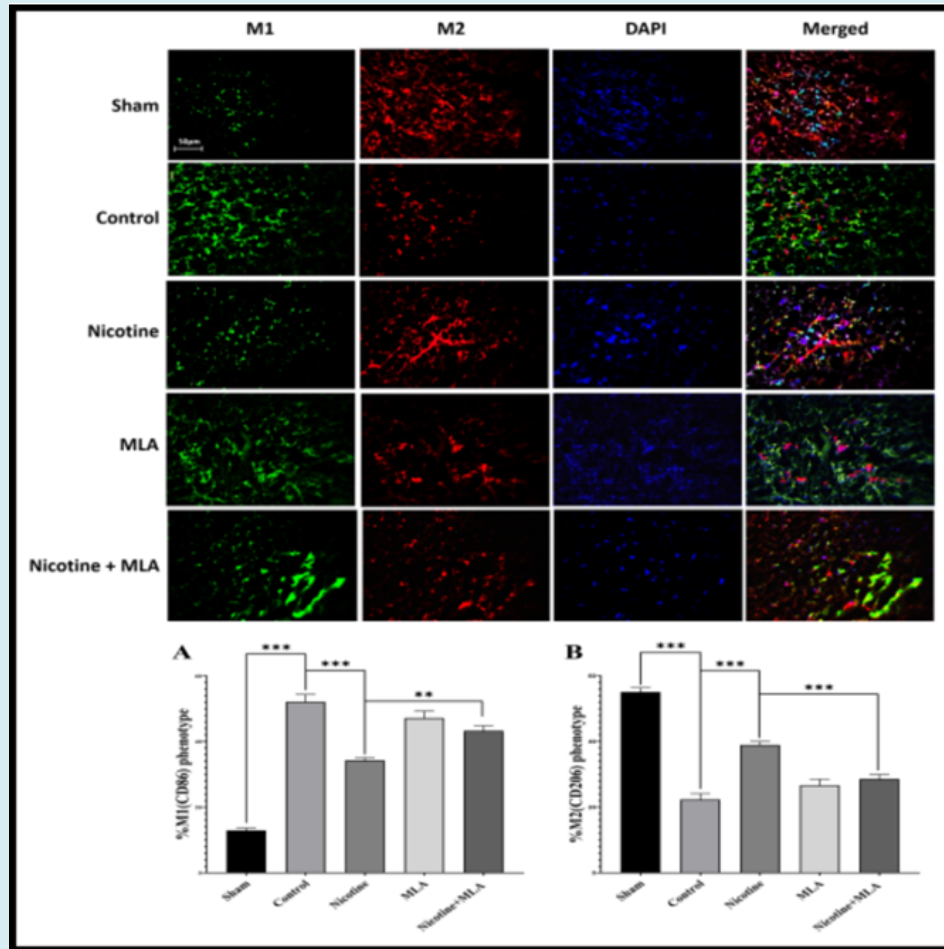 M1 M2 DAPI Merged
Sham
50µm
Control
Nicotine
MLA
Nicotine + MLA
A
*** *** **
%M1(CD86) phenotype
Sham Control Nicotine MLA Nicotine+MLA
B
*** *** ***
%M2(CD206) phenotype
Sham Control Nicotine MLA Nicotine+MLA